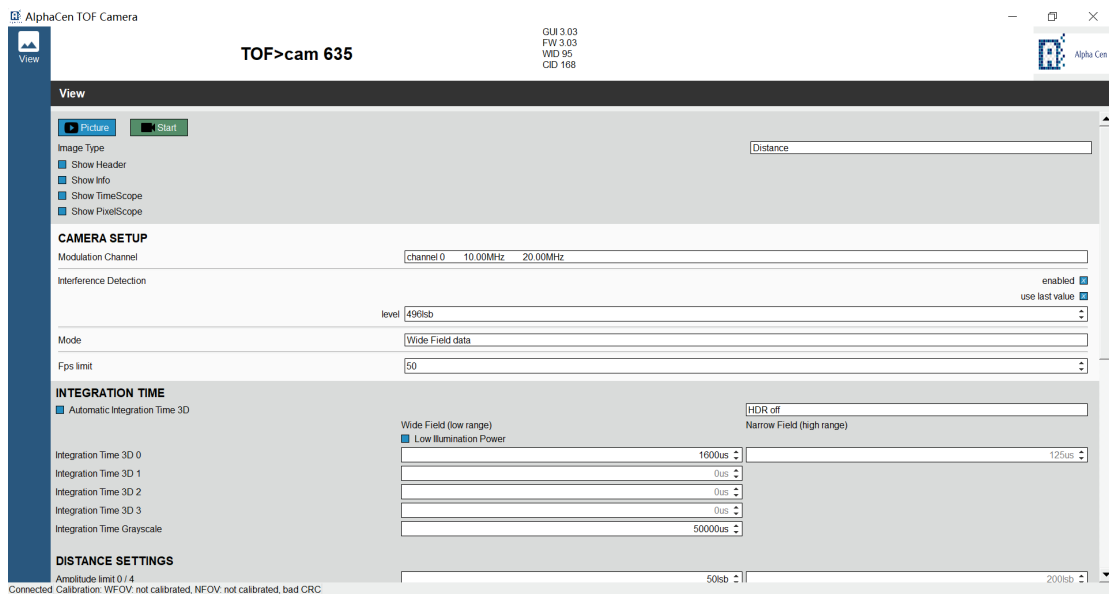 AlphaCen TOF Camera
View
TOF>cam 635
GUI 3.03
FW 3.03
WID 95
CID 168
Alpha Cen
View
Picture
Start
Image Type
Distance
Show Header
Show Info
Show TimeScope
Show PixelScope
CAMERA SETUP
Modulation Channel
channel 0 10.00MHz 20.00MHz
Interference Detection
enabled
use last value
level 496lsb
Mode
Wide Field data
Fps limit
50
INTEGRATION TIME
Automatic Integration Time 3D
HDR off
Wide Field (low range)
Narrow Field (high range)
Low Illumination Power
Integration Time 3D 0 1600us 125us
Integration Time 3D 1 0us
Integration Time 3D 2 0us
Integration Time 3D 3 0us
Integration Time Grayscale 50000us
DISTANCE SETTINGS
Amplitude limit 0 / 4 50lsb 200lsb
Connected Calibration: WFOV: not calibrated, NFOV: not calibrated, bad CRC